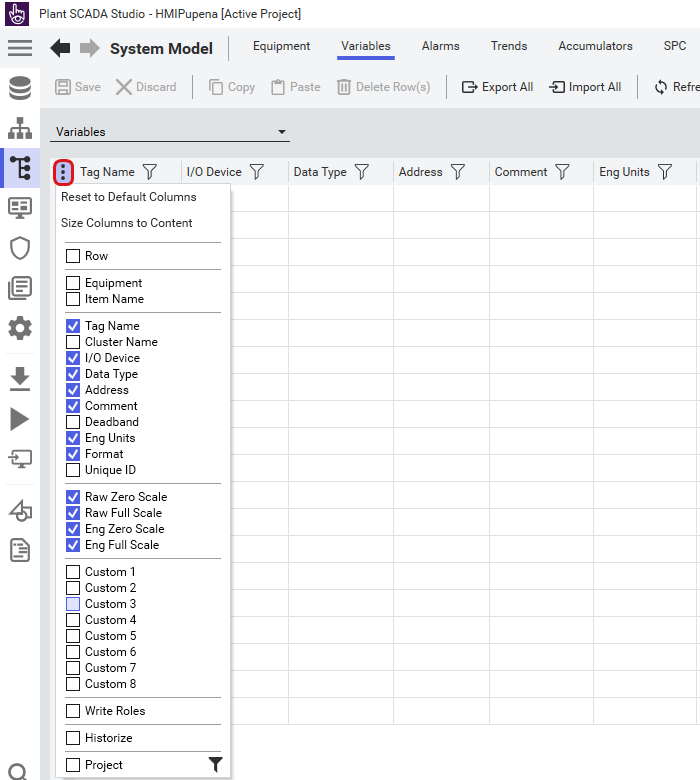 Plant SCADA Studio - HMIPupena [Active Project]
System Model Equipment Variables Alarms Trends Accumulators SPC
Save Discard Copy Paste Delete Row(s) Export All Import All Refre
Variables
Tag Name I/O Device Data Type Address Comment Eng Units
Reset to Default Columns
Size Columns to Content
Row
Equipment
Item Name
Tag Name
Cluster Name
I/O Device
Data Type
Address
Comment
Deadband
Eng Units
Format
Unique ID
Raw Zero Scale
Raw Full Scale
Eng Zero Scale
Eng Full Scale
Custom 1
Custom 2
Custom 3
Custom 4
Custom 5
Custom 6
Custom 7
Custom 8
Write Roles
Historize
Project